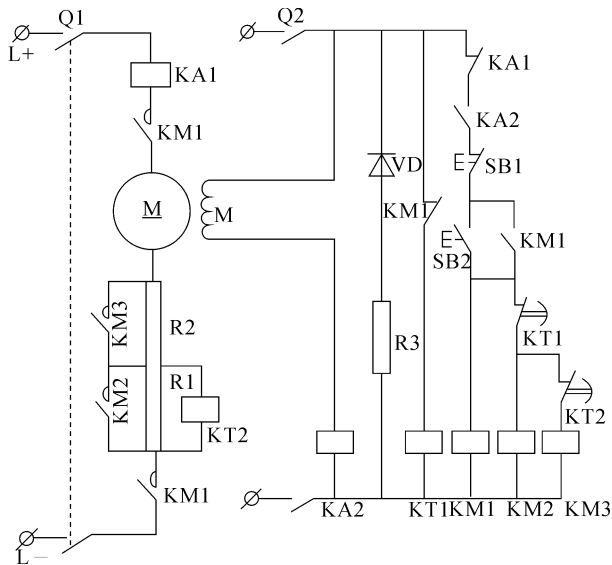 Q1
Q2
L+
KA1
KA1
KM1
KA2
VD
SB1
M
M
KM1
SB2
KM1
KM3
R2
R3
KT1
KM2
R1
KT2
KT2
KM1
KA2
KT1 KM1 KM2 KM3
L −